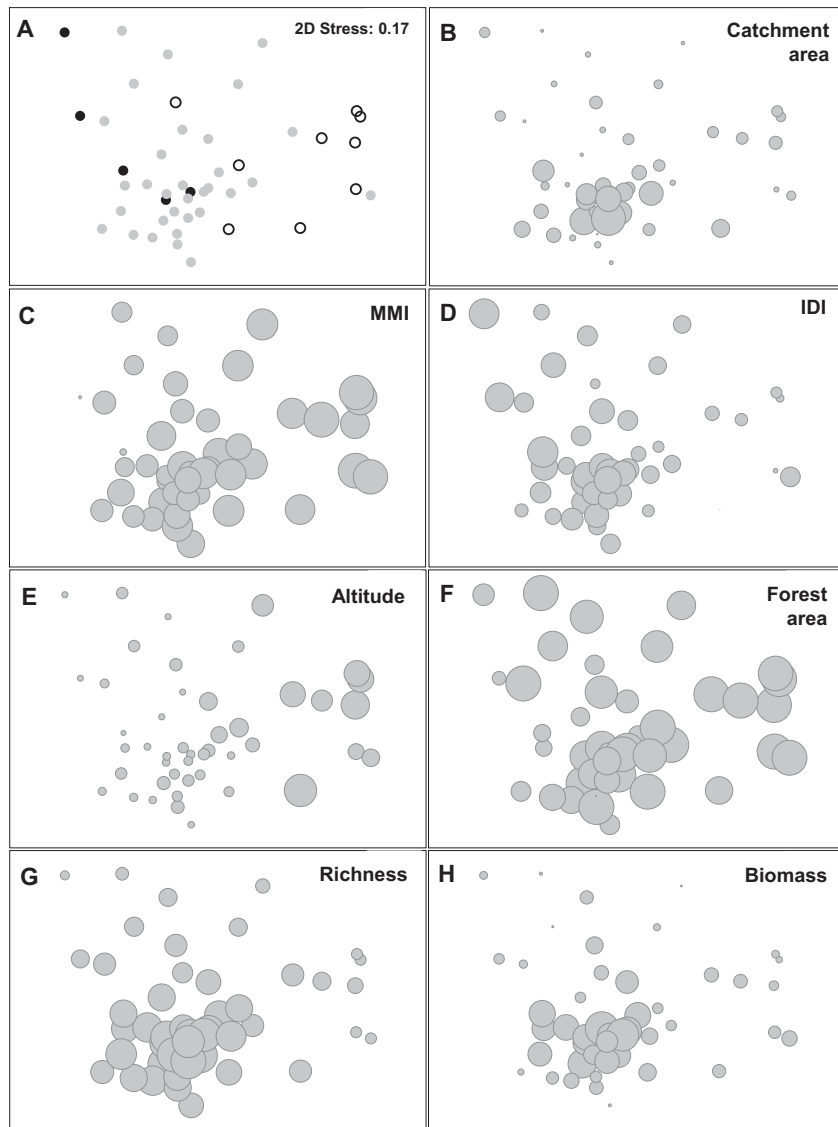 A
2D Stress: 0.17
B
Catchment
area
C
MMI
D
IDI
E
Altitude
F
Forest
area
G
Richness
H
Biomass